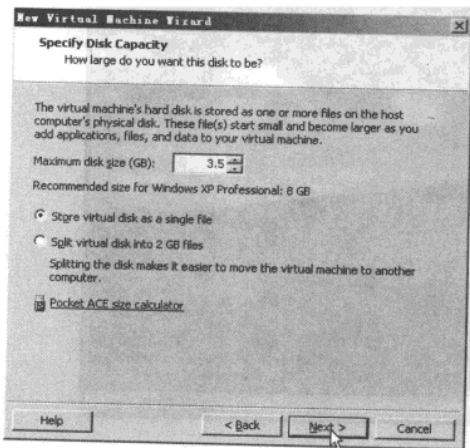 New Virtual Machine Wizard
Specify Disk Capacity
How large do you want this disk to be?
The virtual machine's hard disk is stored as one or more files on the host
computer's physical disk. These file(s) start small and become larger as you
add applications, files, and data to your virtual machine.
Maximum disk size (GB): 3.5
Recommended size for Windows XP Professional: 8 GB
Store virtual disk as a single file
Split virtual disk into 2 GB files
Splitting the disk makes it easier to move the virtual machine to another
computer.
Pocket ACE size calculator
Help < Back Next > Cancel